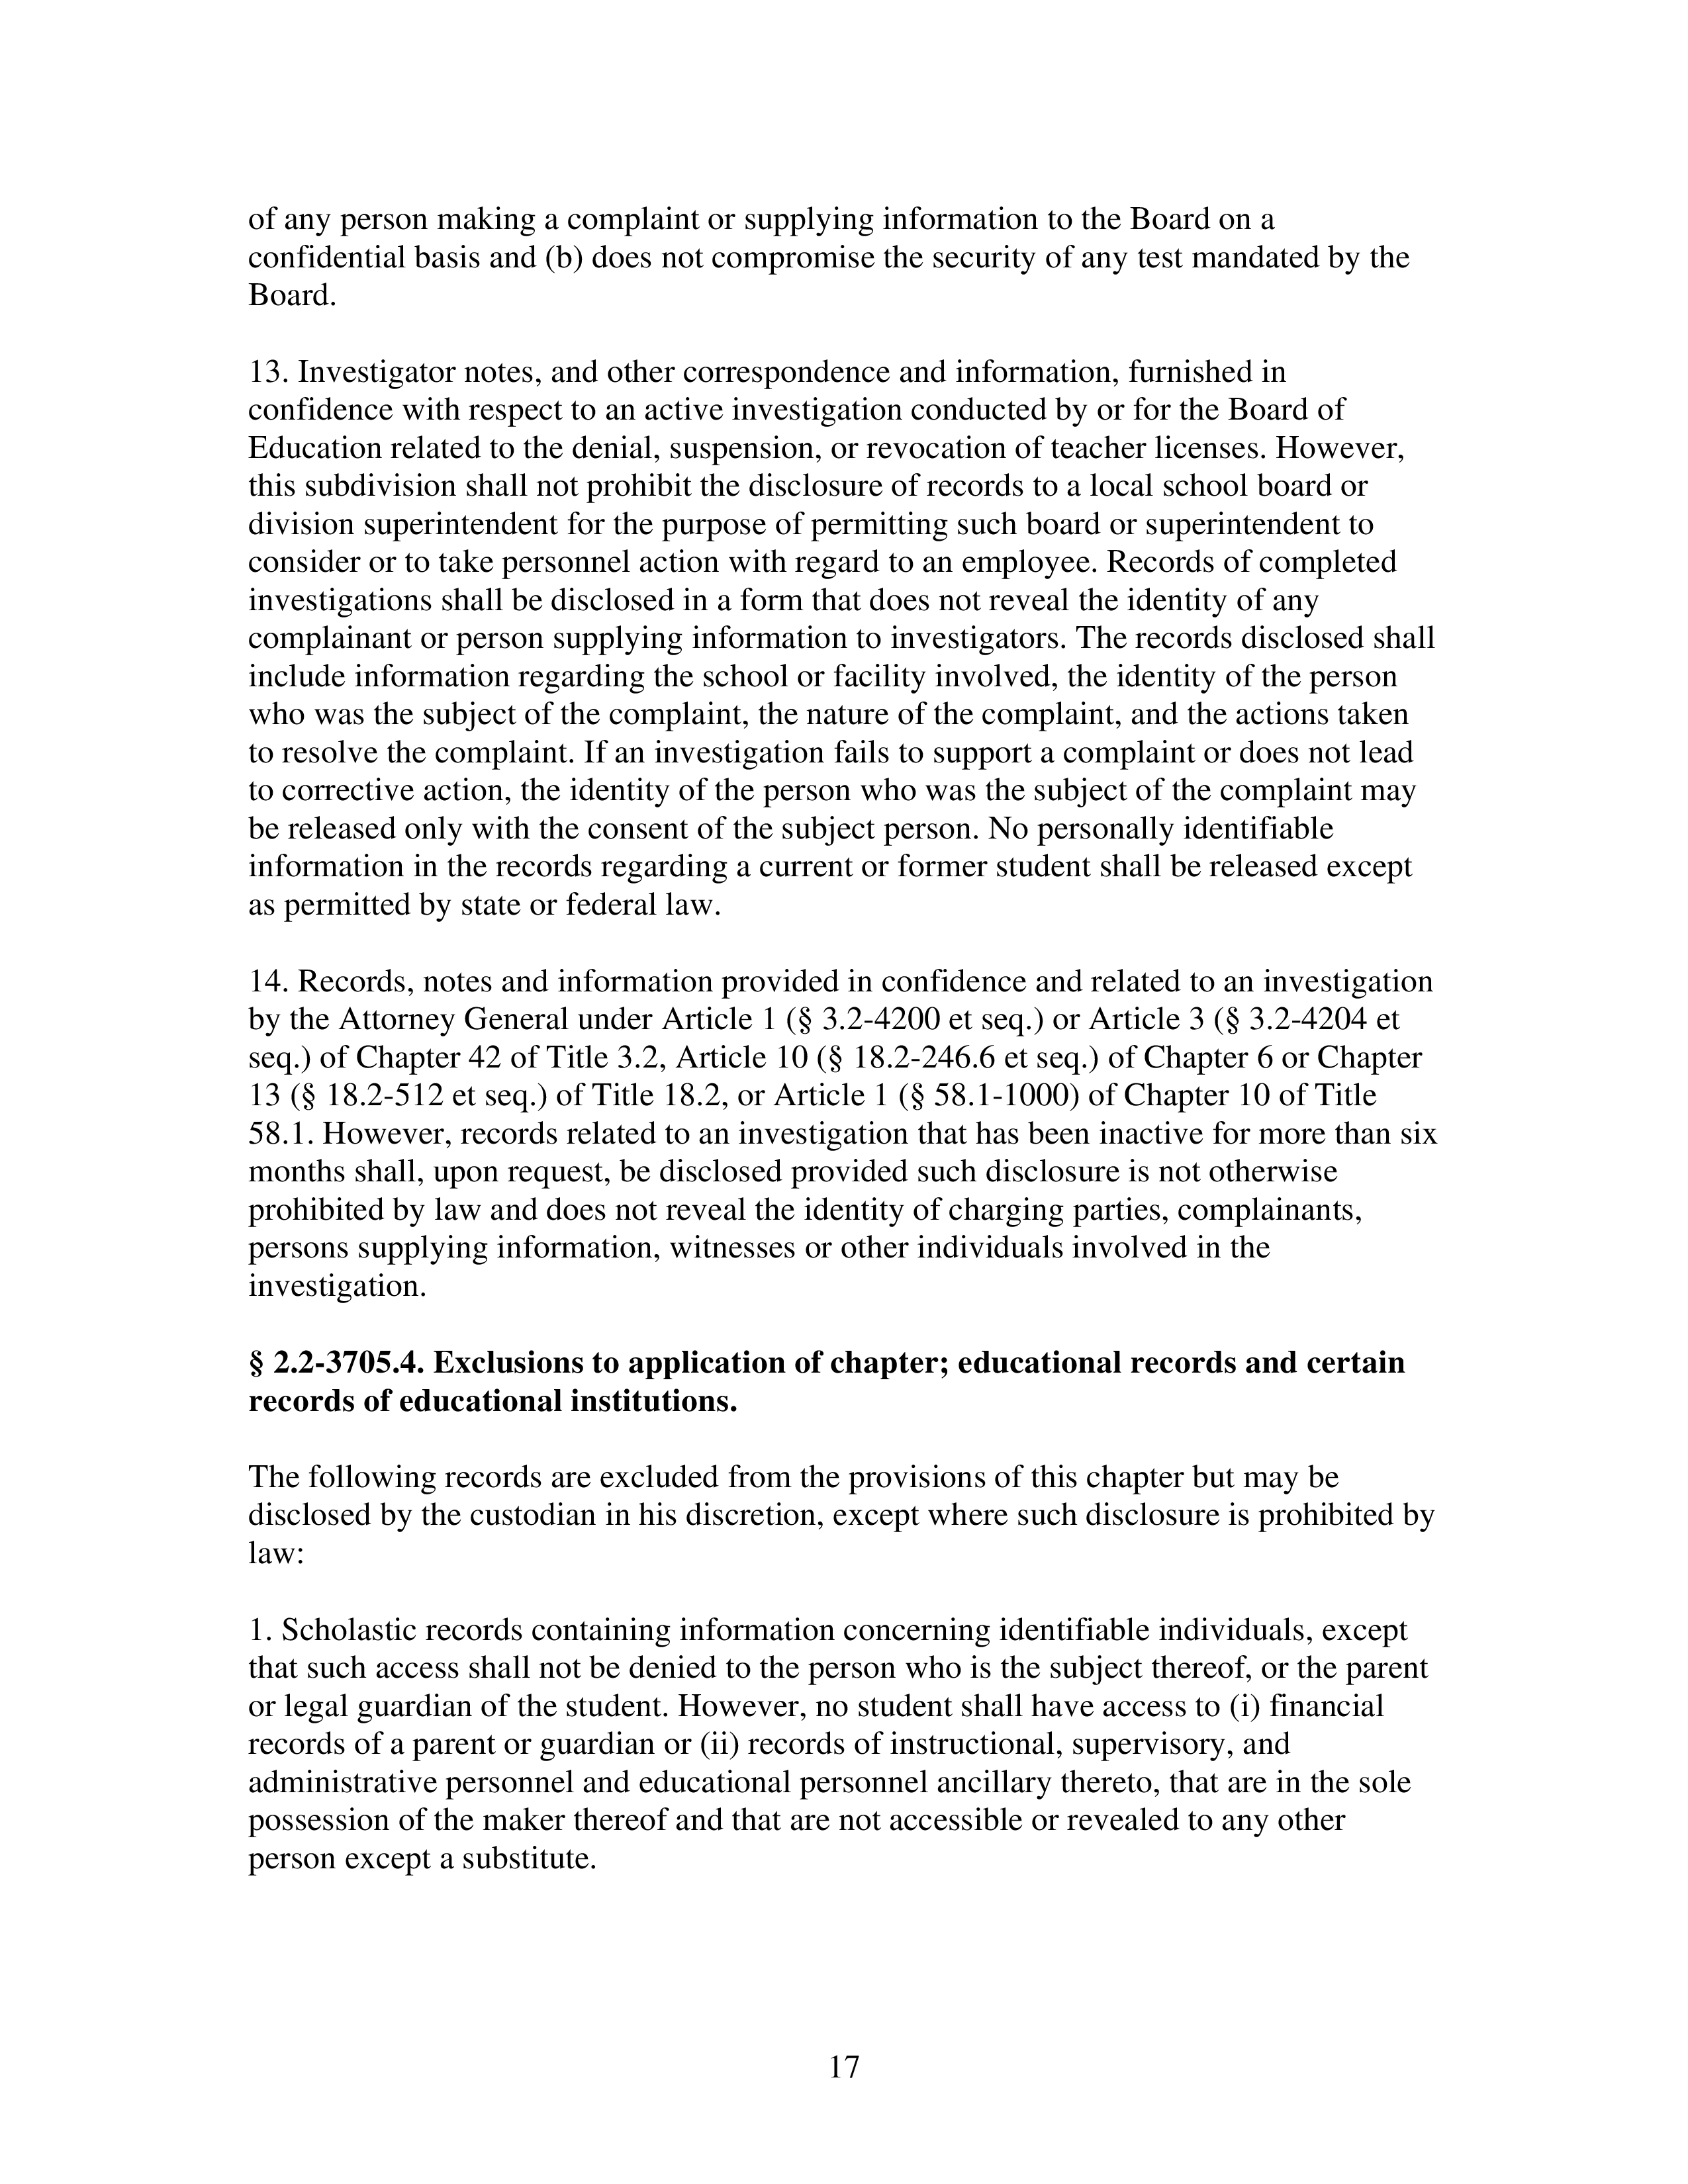 of any person making a complaint or supplying information to the Board on a
confidential basis and (b) does not compromise the security of any test mandated by the
Board.
13. Investigator notes, and other correspondence and information, furnished in
confidence with respect to an active investigation conducted by or for the Board of
Education related to the denial, suspension, or revocation of teacher licenses. However,
this subdivision shall not prohibit the disclosure of records to a local school board or
division superintendent for the purpose of permitting such board or superintendent to
consider or to take personnel action with regard to an employee. Records of completed
investigations shall be disclosed in a form that does not reveal the identity of any
complainant or person supplying information to investigators. The records disclosed shall
include information regarding the school or facility involved, the identity of the person
who was the subject of the complaint, the nature of the complaint, and the actions taken
to resolve the complaint. If an investigation fails to support a complaint or does not lead
to corrective action, the identity of the person who was the subject of the complaint may
be released only with the consent of the subject person. No personally identifiable
information in the records regarding a current or former student shall be released except
as permitted by state or federal law.
14. Records, notes and information provided in confidence and related to an investigation
by the Attorney General under Article 1 (§ 3.2-4200 et seq.) or Article 3 (§ 3.2-4204 et
seq.) of Chapter 42 of Title 3.2, Article 10 (§ 18.2-246.6 et seq.) of Chapter 6 or Chapter
13 (§ 18.2-512 et seq.) of Title 18.2, or Article 1 (§ 58.1-1000) of Chapter 10 of Title
58.1. However, records related to an investigation that has been inactive for more than six
months shall, upon request, be disclosed provided such disclosure is not otherwise
prohibited by law and does not reveal the identity of charging parties, complainants,
persons supplying information, witnesses or other individuals involved in the
investigation.
§ 2.2-3705.4. Exclusions to application of chapter; educational records and certain
records of educational institutions.
The following records are excluded from the provisions of this chapter but may be
disclosed by the custodian in his discretion, except where such disclosure is prohibited by
law:
1. Scholastic records containing information concerning identifiable individuals, except
that such access shall not be denied to the person who is the subject thereof, or the parent
or legal guardian of the student. However, no student shall have access to (i) financial
records of a parent or guardian or (ii) records of instructional, supervisory, and
administrative personnel and educational personnel ancillary thereto, that are in the sole
possession of the maker thereof and that are not accessible or revealed to any other
person except a substitute.
17